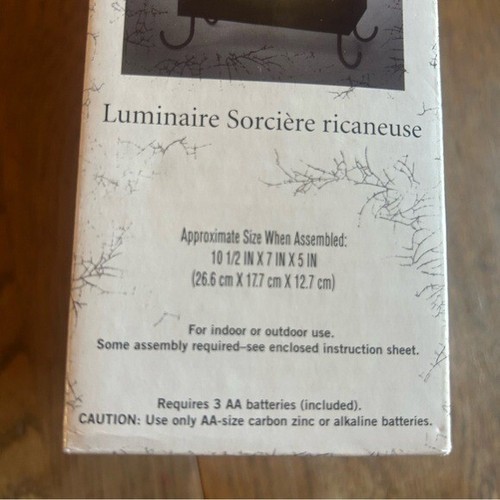 Luminaire Sorcière ricaneuse
Approximate Size When Assembled:
10 1/2 IN X 7 IN X 5 IN
(26.6 cm X 17.7 cm X 12.7 cm)
For indoor or outdoor use.
Some assembly required–see enclosed instruction sheet.
Requires 3 AA batteries (included).
CAUTION: Use only AA-size carbon zinc or alkaline batteries.